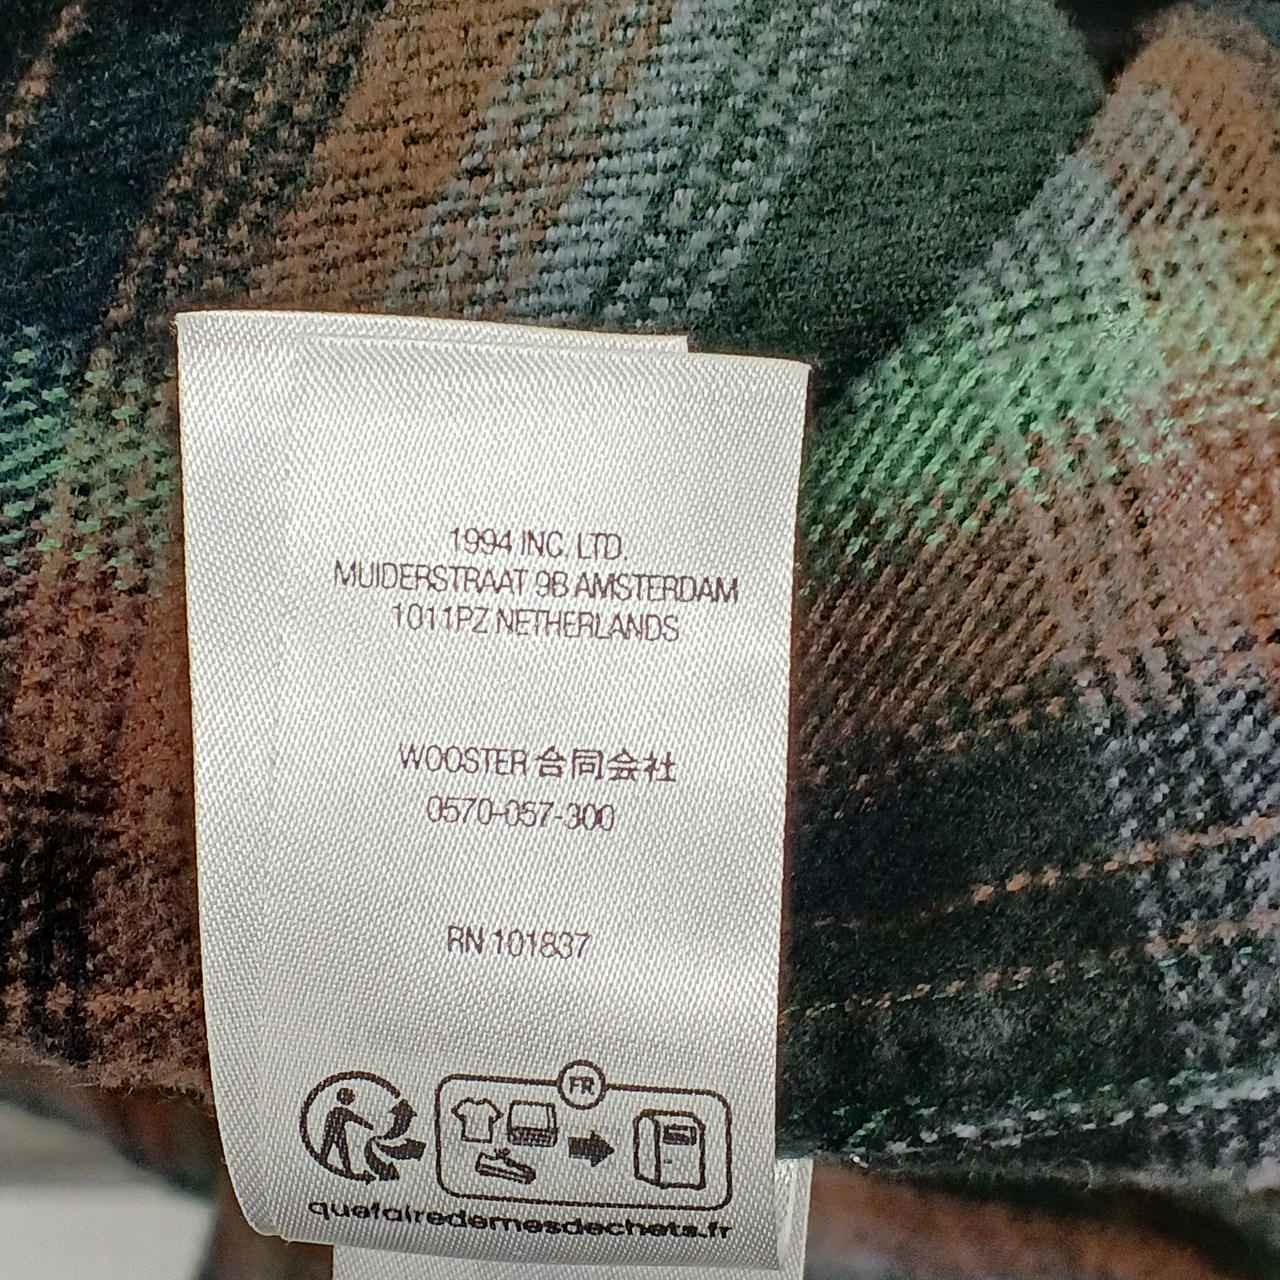 1994 INC. LTD.
MUIDERSTRAAT 9B AMSTERDAM
1011PZ NETHERLANDS
WOOSTER 合同会社
0570-057-300
RN 101837
FR
quefairedemesdechets.fr